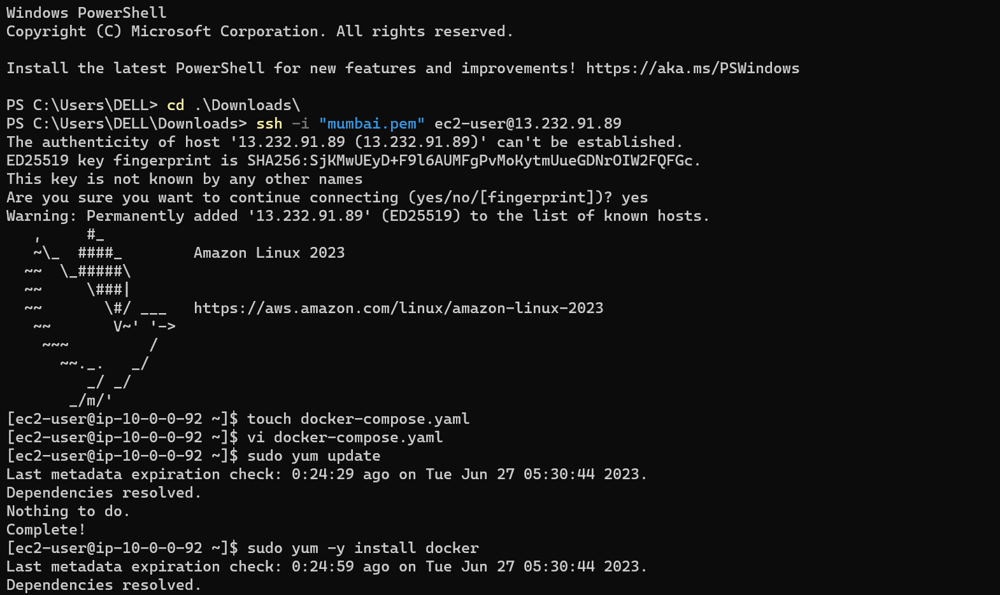 Windows PowerShell
Copyright (C) Microsoft Corporation. All rights reserved.
Install the latest PowerShell for new features and improvements! https://aka.ms/PSWindows
PS C:\Users\DELL> cd .\Downloads\
PS C:\Users\DELL\Downloads> ssh -i "mumbai.pem" ec2-user@13.232.91.89
The authenticity of host '13.232.91.89 (13.232.91.89)' can't be established.
ED25519 key fingerprint is SHA256:SjKMwUEyD+F9l6AUMFgPvMoKytmUueGDNrOIW2FQFGc.
This key is not known by any other names
Are you sure you want to continue connecting (yes/no/[fingerprint])? yes
Warning: Permanently added '13.232.91.89' (ED25519) to the list of known hosts.
   ,     #_
   ~\_  ####_        Amazon Linux 2023
  ~~  \_#####\
  ~~     \###|
  ~~       \#/ ___   https://aws.amazon.com/linux/amazon-linux-2023
   ~~       V~' '->
    ~~~         /
      ~~._.   _/
         _/ _/
       _/m/'
[ec2-user@ip-10-0-0-92 ~]$ touch docker-compose.yaml
[ec2-user@ip-10-0-0-92 ~]$ vi docker-compose.yaml
[ec2-user@ip-10-0-0-92 ~]$ sudo yum update
Last metadata expiration check: 0:24:29 ago on Tue Jun 27 05:30:44 2023.
Dependencies resolved.
Nothing to do.
Complete!
[ec2-user@ip-10-0-0-92 ~]$ sudo yum -y install docker
Last metadata expiration check: 0:24:59 ago on Tue Jun 27 05:30:44 2023.
Dependencies resolved.